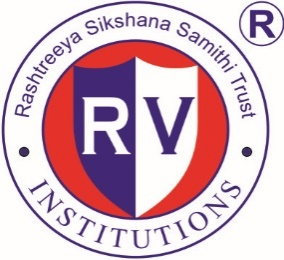 Rashtreeya Sikshana Samithi Trust
®
RV
• INSTITUTIONS •